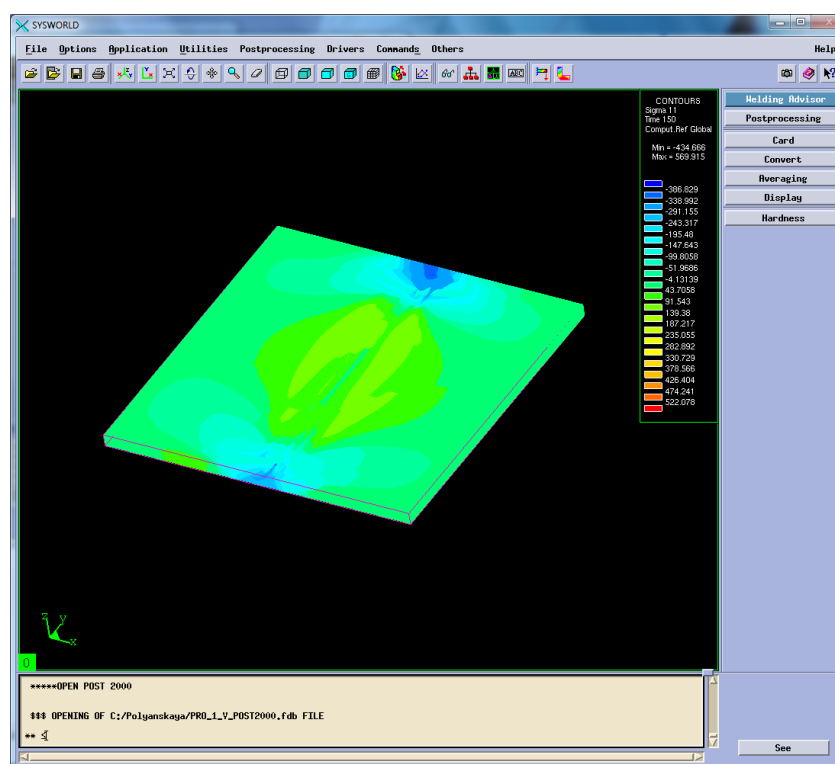 SYSWORLD
File Options Application Utilities Postprocessing Drivers Commands Others Help
Welding Advisor
Postprocessing
Card
Convert
Averaging
Display
Hardness
CONTOURS
Sigma 11
Time 150
Comput.Ref Global
Min = -434.666
Max = 569.915
-386.829
-338.992
-291.155
-243.317
-195.48
-147.643
-99.8058
-51.9686
-4.13139
43.7058
91.543
139.38
187.217
235.055
282.892
330.729
378.566
426.404
474.241
522.078
z
y
x
0
*****OPEN POST 2000
$$$ OPENING OF C:/Polyanskaya/PRO_1_V_POST2000.fdb FILE
**
See